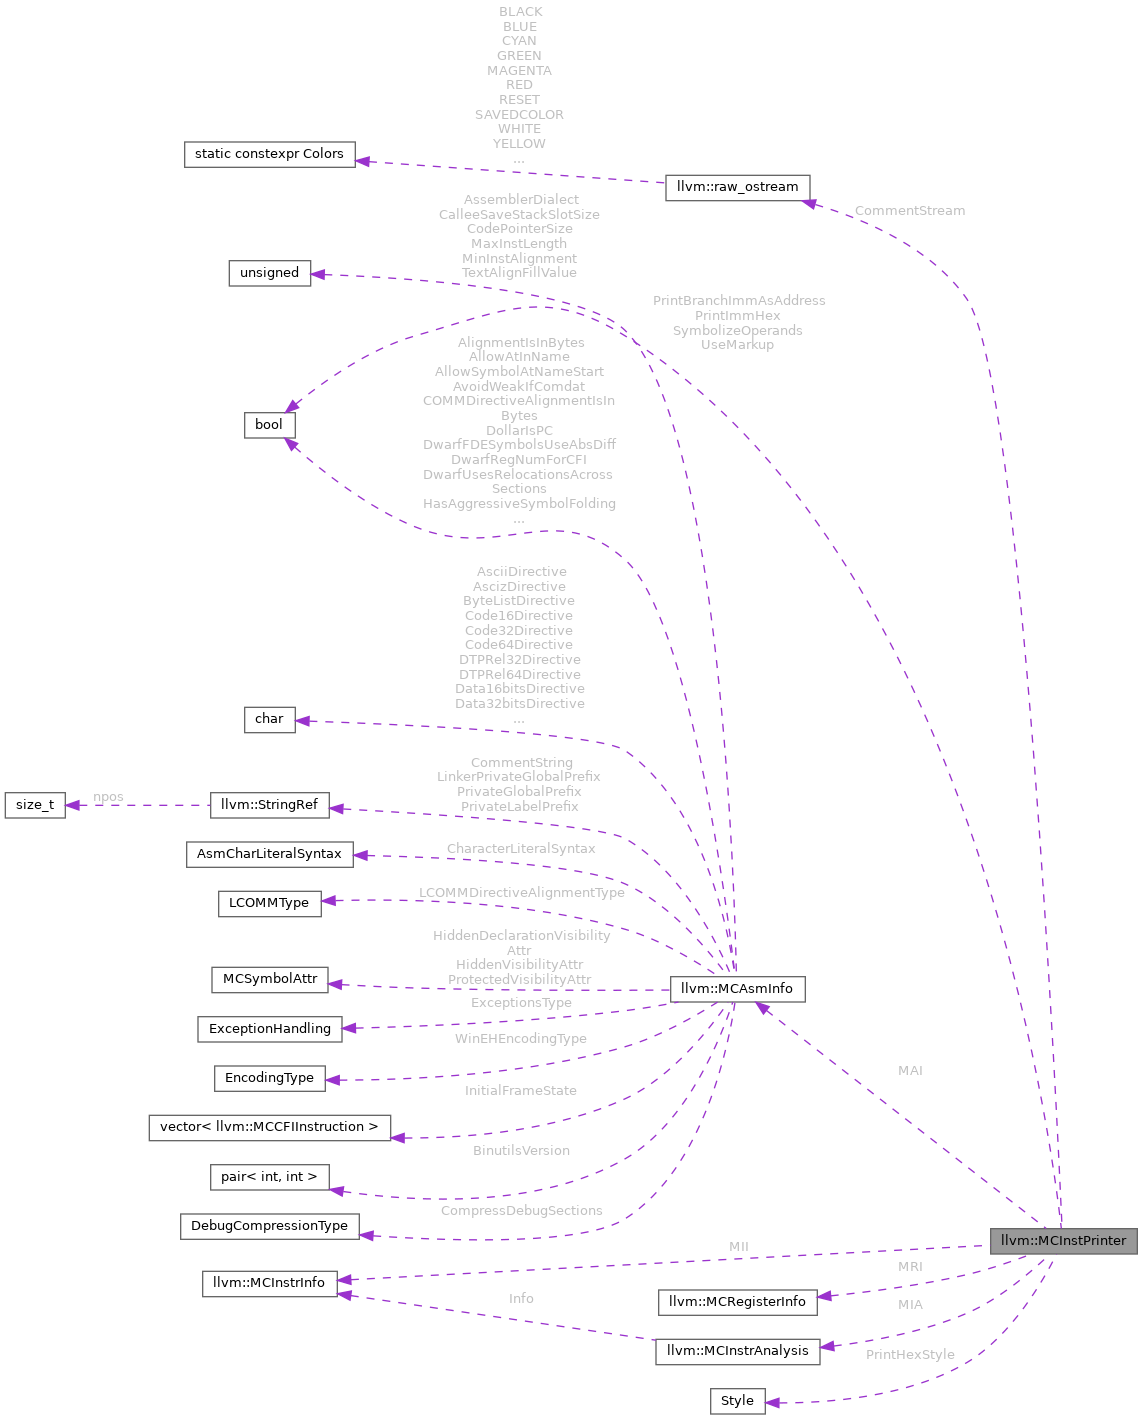 BLACK
BLUE
CYAN
GREEN
MAGENTA
RED
RESET
SAVEDCOLOR
WHITE
YELLOW
...
static constexpr Colors
llvm::raw_ostream
CommentStream
AssemblerDialect
CalleeSaveStackSlotSize
CodePointerSize
MaxInstLength
MinInstAlignment
TextAlignFillValue
unsigned
PrintBranchImmAsAddress
PrintImmHex
SymbolizeOperands
UseMarkup
AlignmentIsInBytes
AllowAtInName
AllowSymbolAtNameStart
AvoidWeakIfComdat
COMMDirectiveAlignmentIsIn
Bytes
DollarIsPC
DwarfFDESymbolsUseAbsDiff
DwarfRegNumForCFI
DwarfUsesRelocationsAcross
Sections
HasAggressiveSymbolFolding
...
bool
AsciiDirective
AscizDirective
ByteListDirective
Code16Directive
Code32Directive
Code64Directive
DTPRel32Directive
DTPRel64Directive
Data16bitsDirective
Data32bitsDirective
...
char
CommentString
LinkerPrivateGlobalPrefix
PrivateGlobalPrefix
PrivateLabelPrefix
size_t
npos
llvm::StringRef
AsmCharLiteralSyntax
CharacterLiteralSyntax
LCOMMType
LCOMMDirectiveAlignmentType
HiddenDeclarationVisibility
Attr
HiddenVisibilityAttr
ProtectedVisibilityAttr
MCSymbolAttr
llvm::MCAsmInfo
ExceptionsType
ExceptionHandling
WinEHEncodingType
EncodingType
MAI
InitialFrameState
vector< llvm::MCCFIInstruction >
BinutilsVersion
pair< int, int >
CompressDebugSections
DebugCompressionType
llvm::MCInstPrinter
MII
llvm::MCInstrInfo
MRI
llvm::MCRegisterInfo
Info
MIA
llvm::MCInstrAnalysis
PrintHexStyle
Style